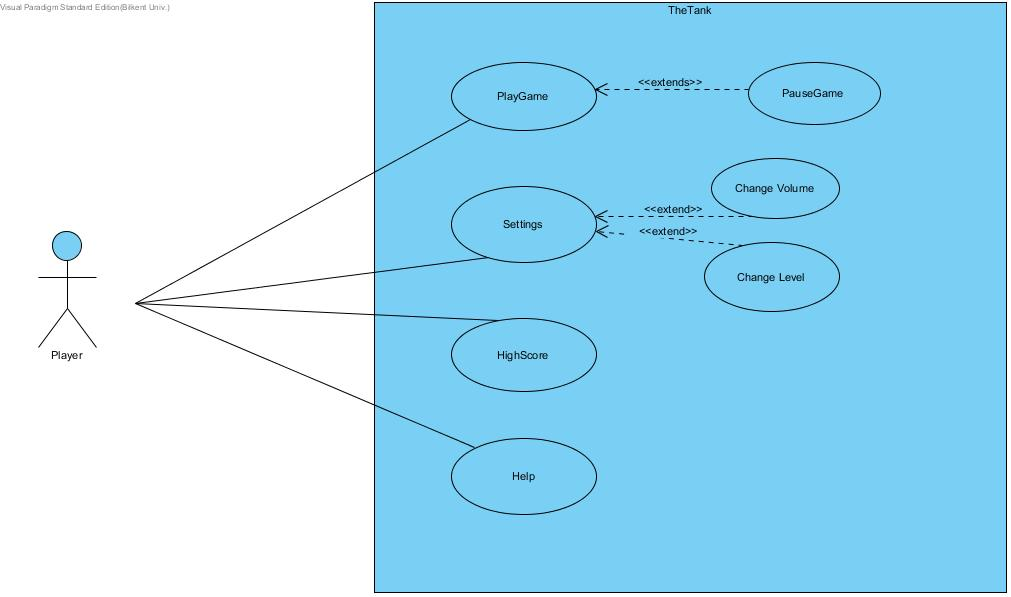 Visual Paradigm Standard Edition(Bilkent Univ.)
TheTank
PlayGame
<<extends>>
PauseGame
Change Volume
<<extend>>
Settings
<<extend>>
Change Level
Player
HighScore
Help